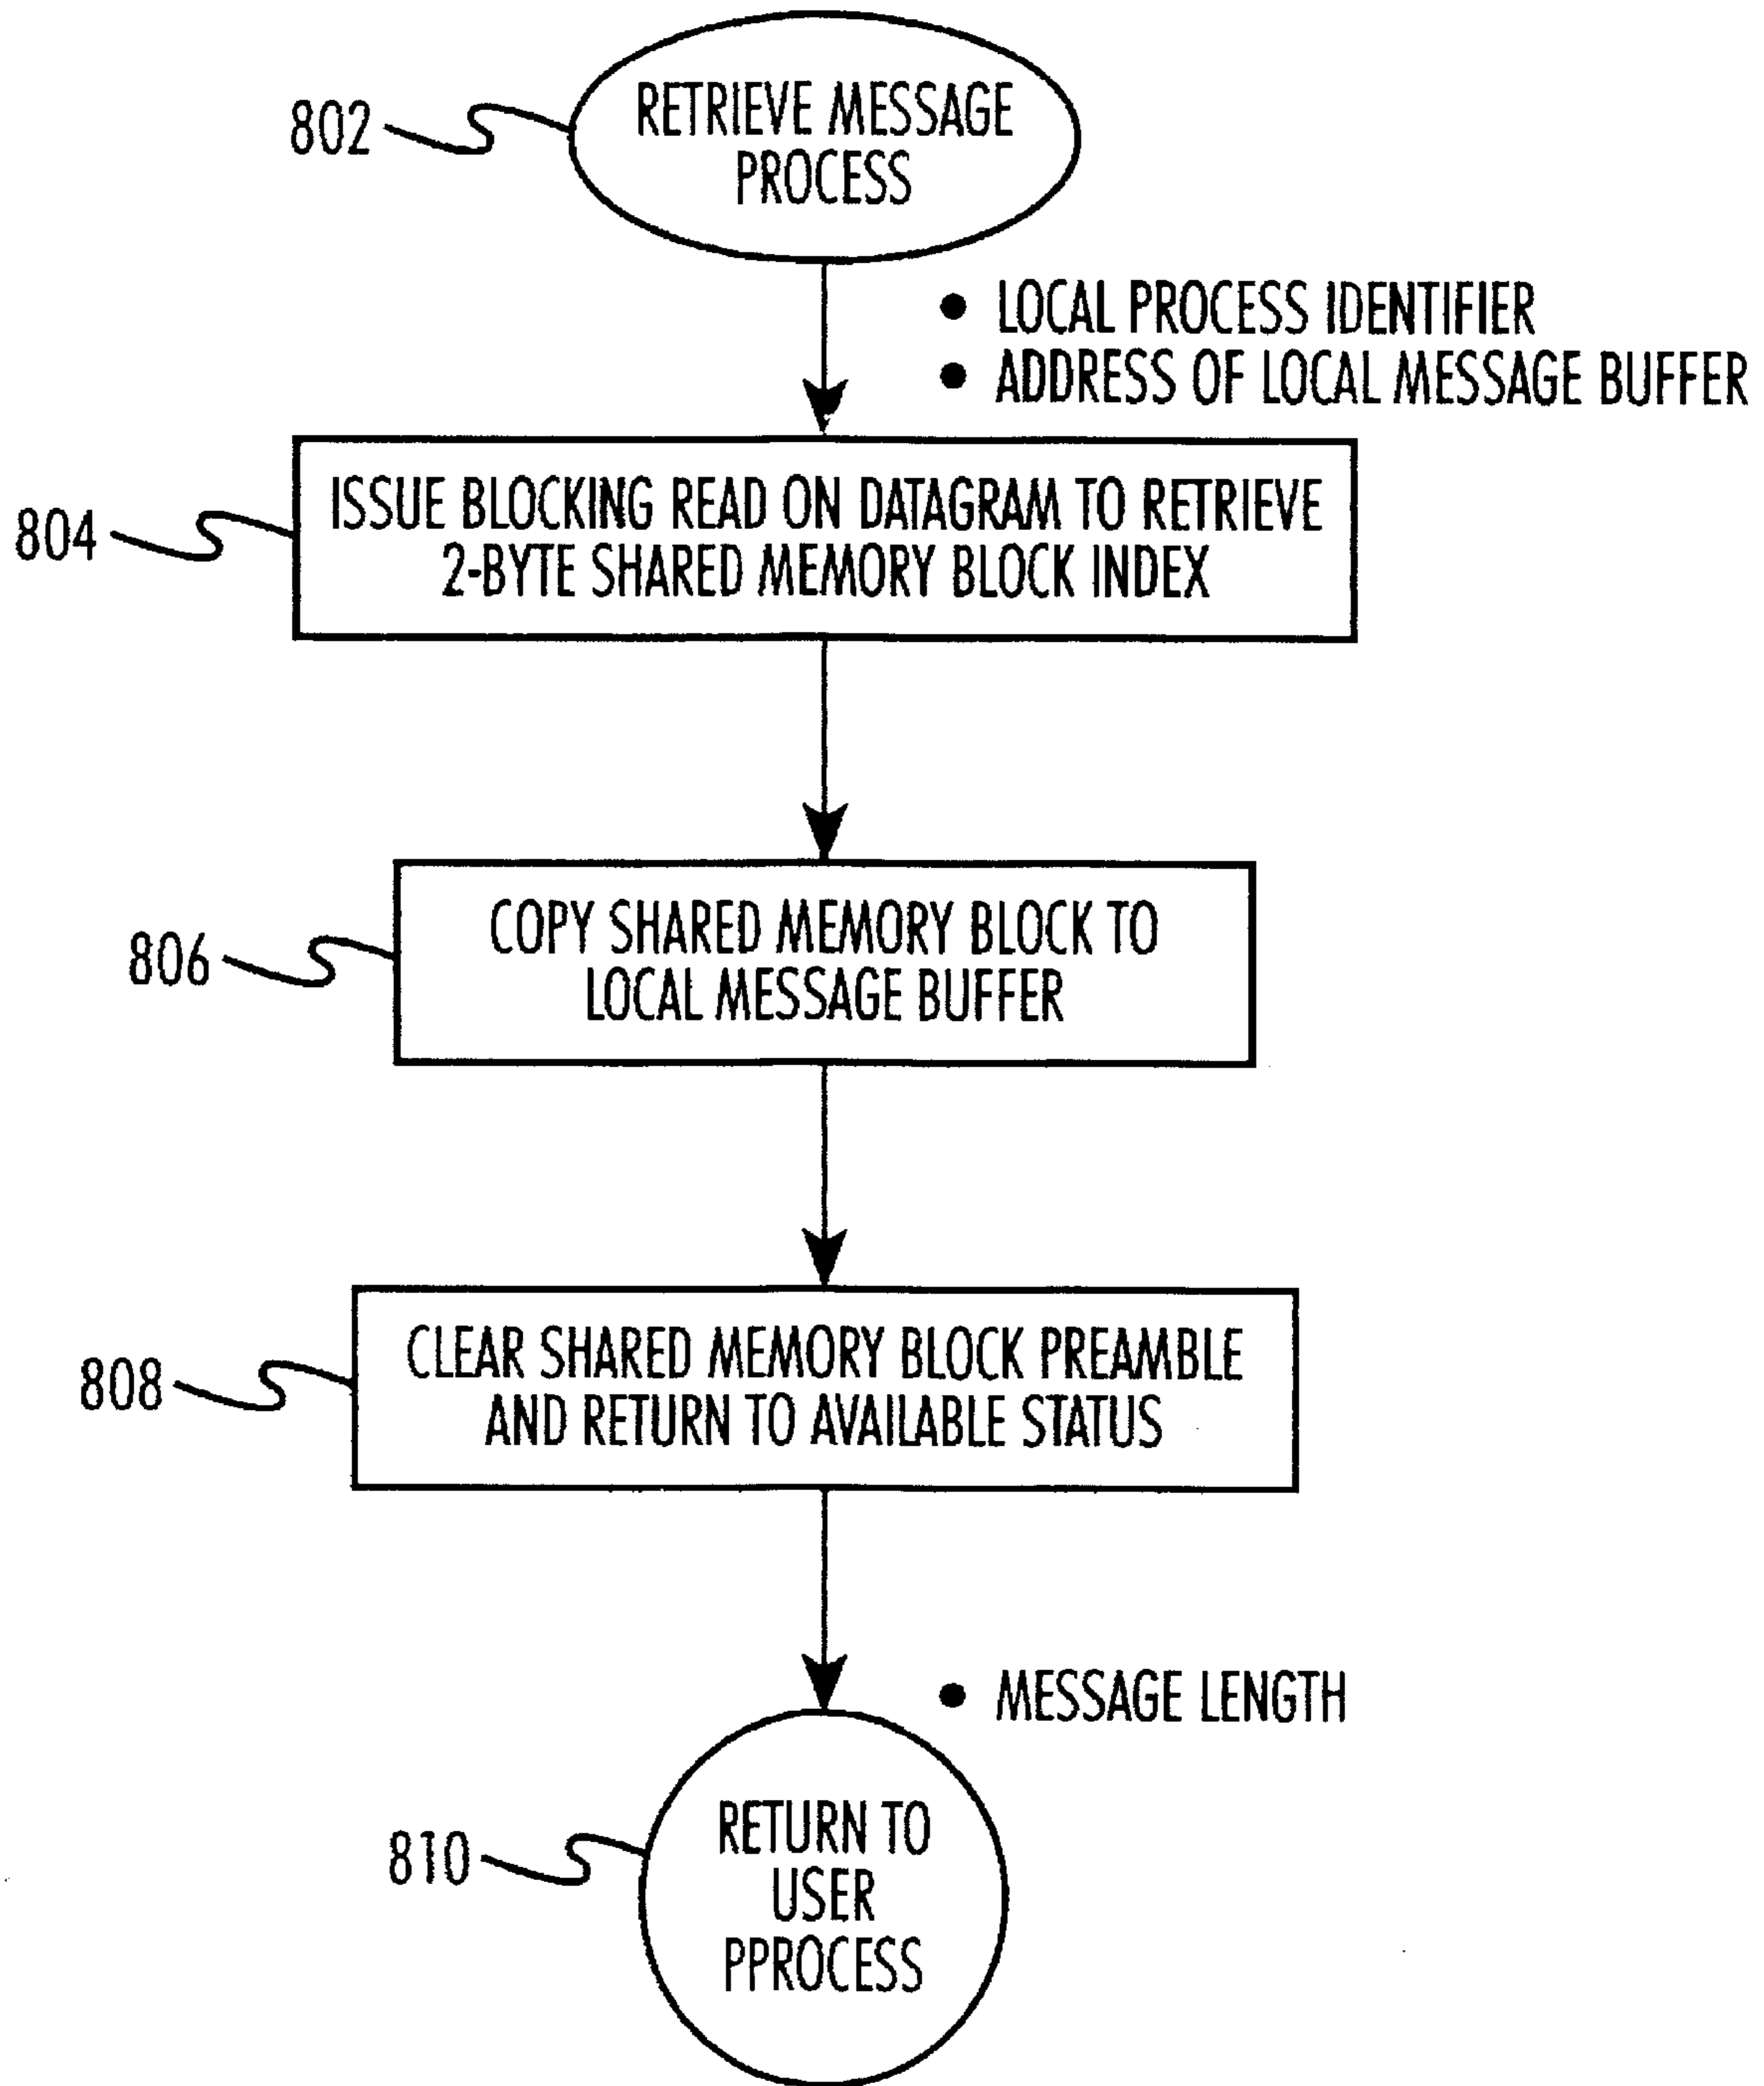 802
RETRIEVE MESSAGE
PROCESS
• LOCAL PROCESS IDENTIFIER
• ADDRESS OF LOCAL MESSAGE BUFFER
804
ISSUE BLOCKING READ ON DATAGRAM TO RETRIEVE
2-BYTE SHARED MEMORY BLOCK INDEX
806
COPY SHARED MEMORY BLOCK TO
LOCAL MESSAGE BUFFER
808
CLEAR SHARED MEMORY BLOCK PREAMBLE
AND RETURN TO AVAILABLE STATUS
• MESSAGE LENGTH
810
RETURN TO
USER
PPROCESS